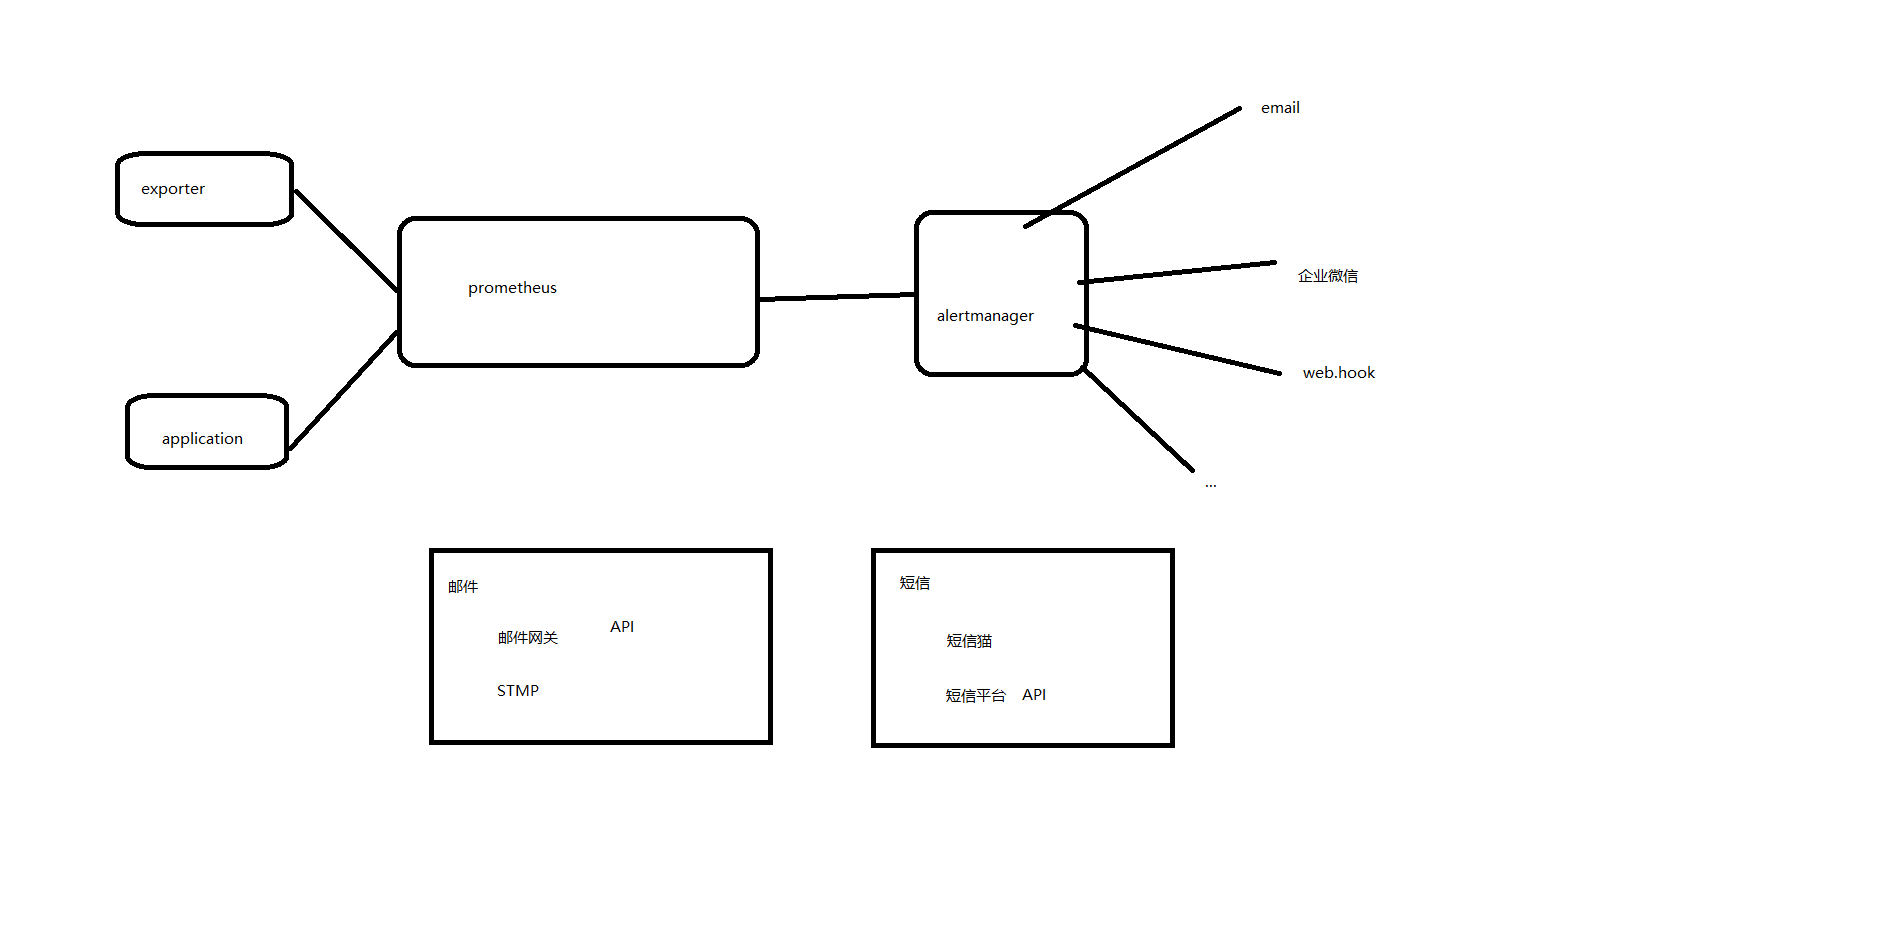 email
exporter
企业微信
prometheus
alertmanager
web.hook
application
...
邮件
邮件网关 API
STMP
短信
短信猫
短信平台 API